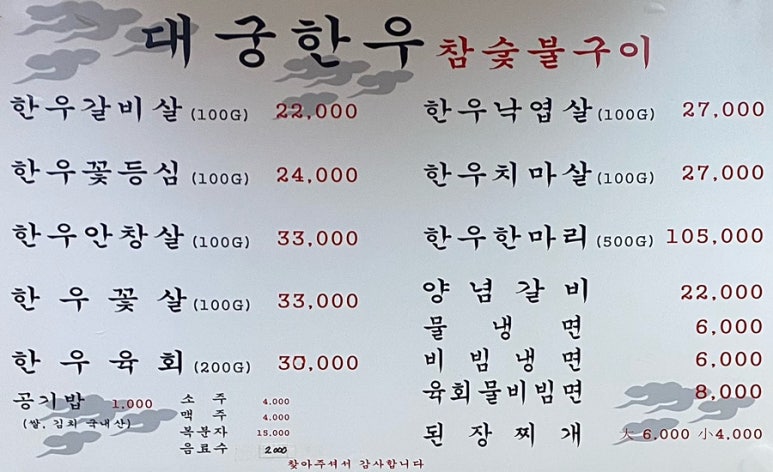 대궁한우 참숯불구이
한우갈비살(100G) 22,000
한우꽃등심(100G) 24,000
한우안창살(100G) 33,000
한우꽃살(100G) 33,000
한우육회(200G) 30,000
공기밥 1,000
(쌀, 김치 국내산)
소주 4,000
맥주 4,000
복분자 15,000
음료수 2,000
한우낙엽살(100G) 27,000
한우치마살(100G) 27,000
한우한마리(500G) 105,000
양념갈비 22,000
물냉면 6,000
비빔냉면 6,000
육회물비빔면 8,000
된장찌개 大 6,000 小4,000
찾아주셔서 감사합니다